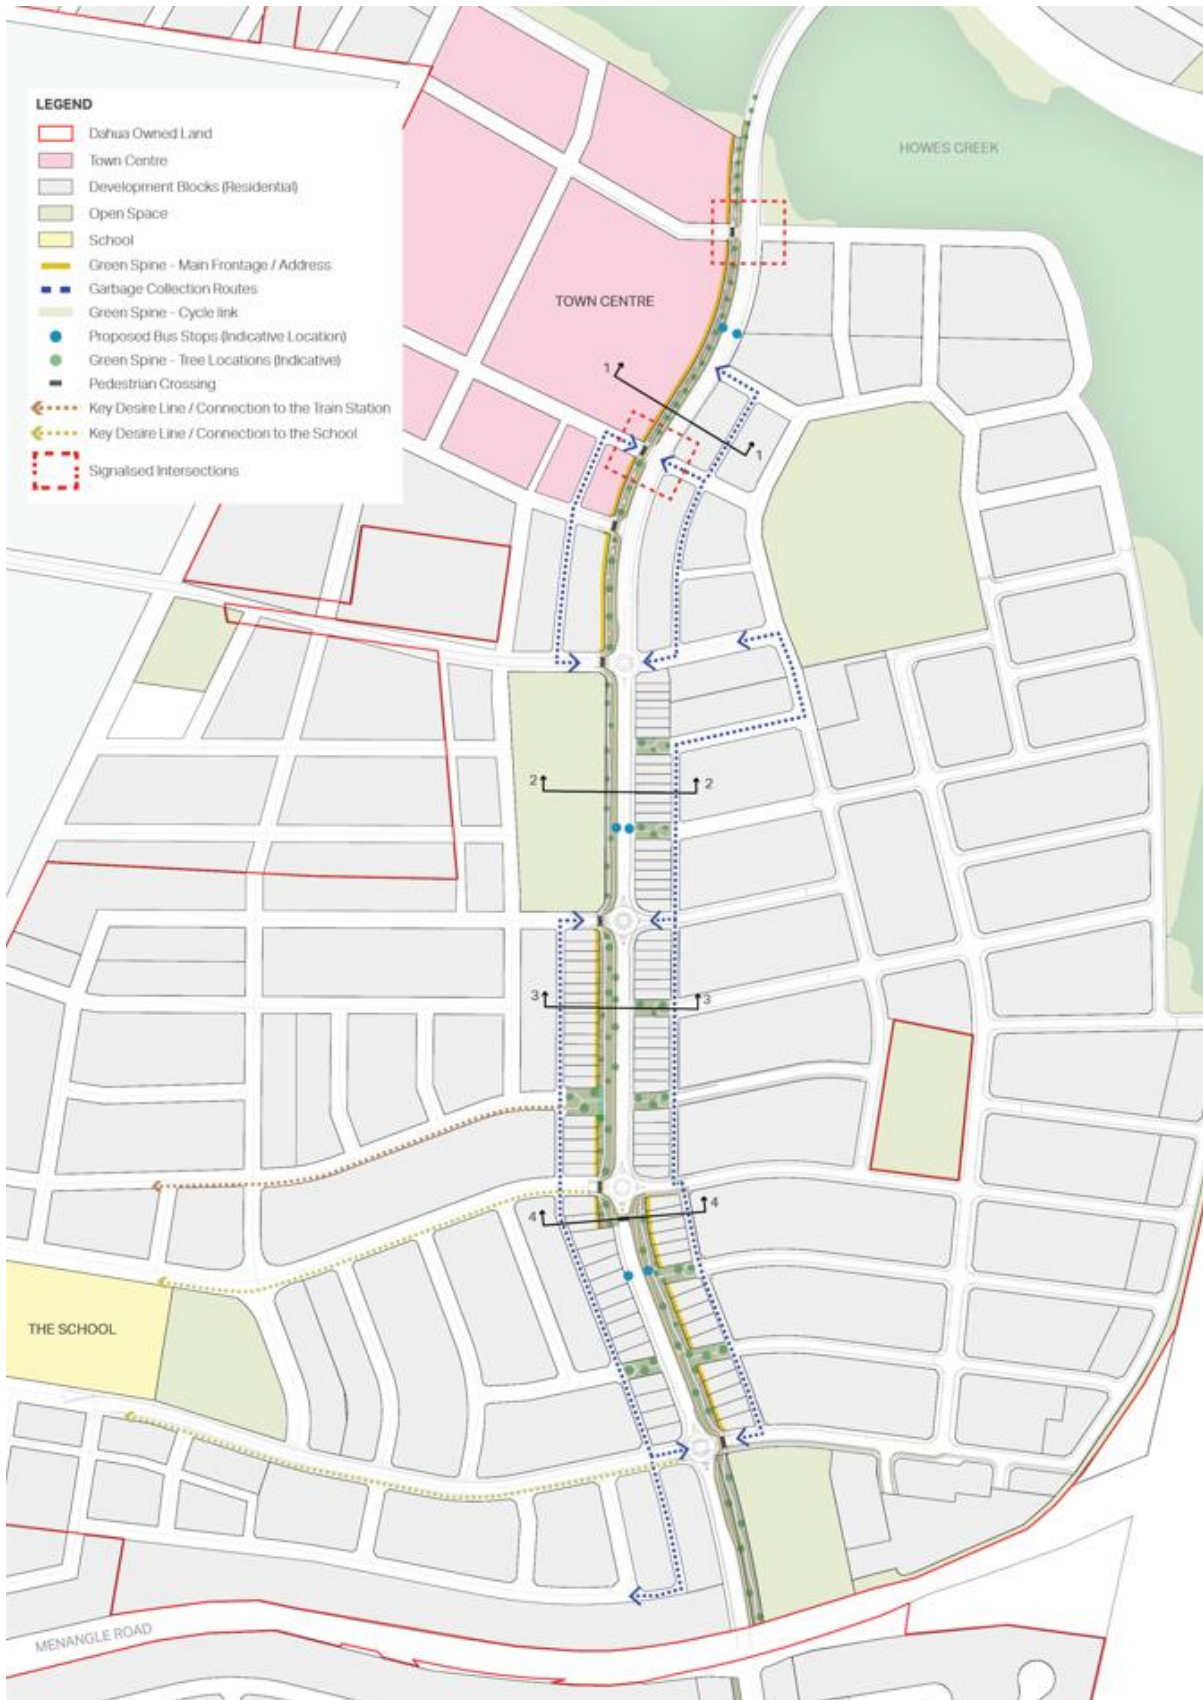 LEGEND
Dahua Owned Land
Town Centre
Development Blocks (Residential)
Open Space
School
Green Spine - Main Frontage / Address
Garbage Collection Routes
Green Spine - Cycle link
Proposed Bus Stops (Indicative Location)
Green Spine - Tree Locations (Indicative)
Pedestrian Crossing
Key Desire Line / Connection to the Train Station
Key Desire Line / Connection to the School
Signalised Intersections
HOWES CREEK
TOWN CENTRE
1
1
2
2
3
3
4
4
THE SCHOOL
MENANGLE ROAD